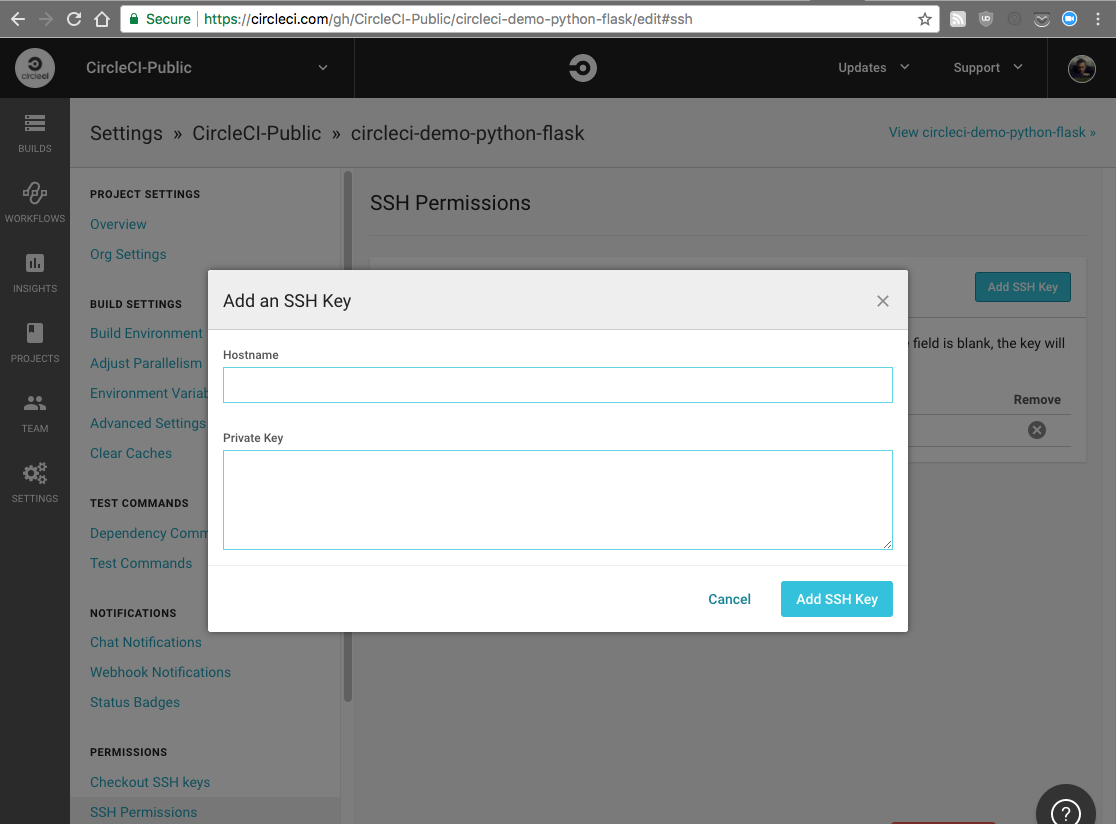 Secure https://circleci.com/gh/CircleCI-Public/circleci-demo-python-flask/edit#ssh
circleci
CircleCI-Public
Updates
Support
BUILDS
WORKFLOWS
INSIGHTS
PROJECTS
TEAM
SETTINGS
Settings » CircleCI-Public » circleci-demo-python-flask
View circleci-demo-python-flask »
PROJECT SETTINGS
Overview
Org Settings
BUILD SETTINGS
Build Environment
Adjust Parallelism
Environment Variab
Advanced Settings
Clear Caches
TEST COMMANDS
Dependency Comm
Test Commands
NOTIFICATIONS
Chat Notifications
Webhook Notifications
Status Badges
PERMISSIONS
Checkout SSH keys
SSH Permissions
SSH Permissions
Add SSH Key
field is blank, the key will
Remove
Add an SSH Key
Hostname
Private Key
Cancel
Add SSH Key
?